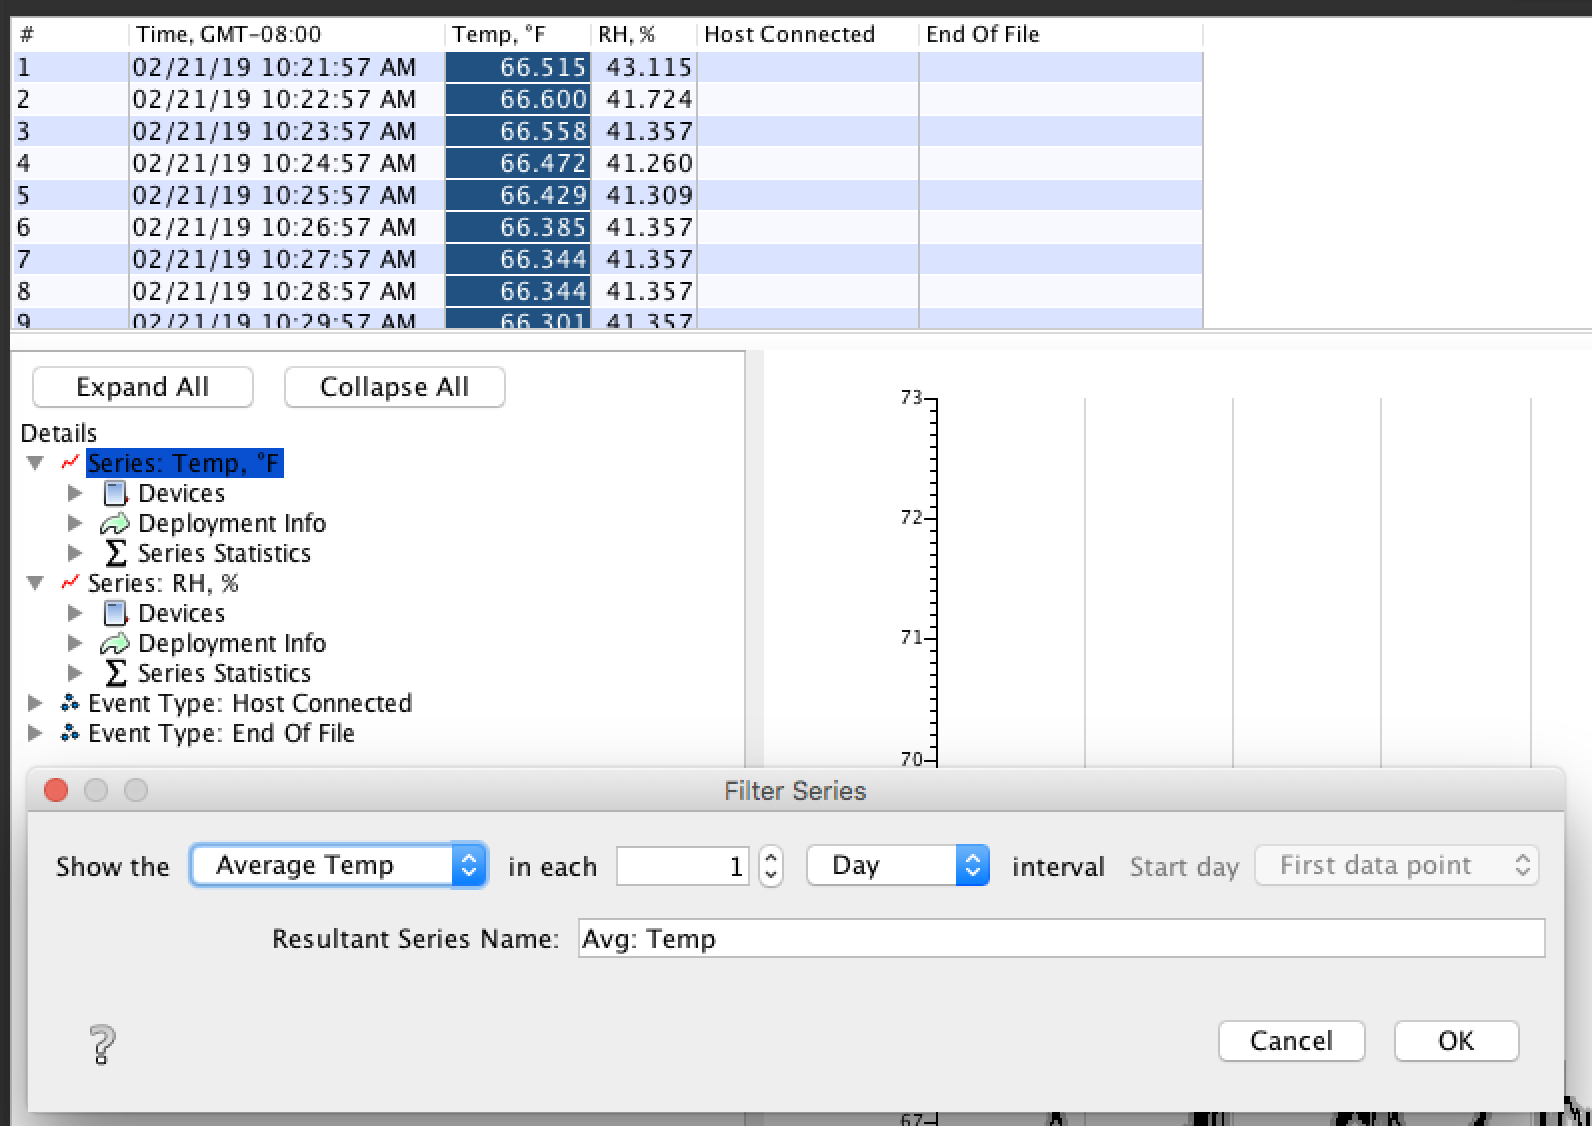 # Time, GMT-08:00 Temp, °F RH, % Host Connected End Of File
1 02/21/19 10:21:57 AM 66.515 43.115
2 02/21/19 10:22:57 AM 66.600 41.724
3 02/21/19 10:23:57 AM 66.558 41.357
4 02/21/19 10:24:57 AM 66.472 41.260
5 02/21/19 10:25:57 AM 66.429 41.309
6 02/21/19 10:26:57 AM 66.385 41.357
7 02/21/19 10:27:57 AM 66.344 41.357
8 02/21/19 10:28:57 AM 66.344 41.357
9 02/21/19 10:29:57 AM 66.301 41.357
Expand All Collapse All
Details
Series: Temp, °F
Devices
Deployment Info
Series Statistics
Series: RH, %
Devices
Deployment Info
Series Statistics
Event Type: Host Connected
Event Type: End Of File
73
72
71
70
Filter Series
Show the Average Temp in each 1 Day interval Start day First data point
Resultant Series Name: Avg: Temp
?
Cancel OK
67